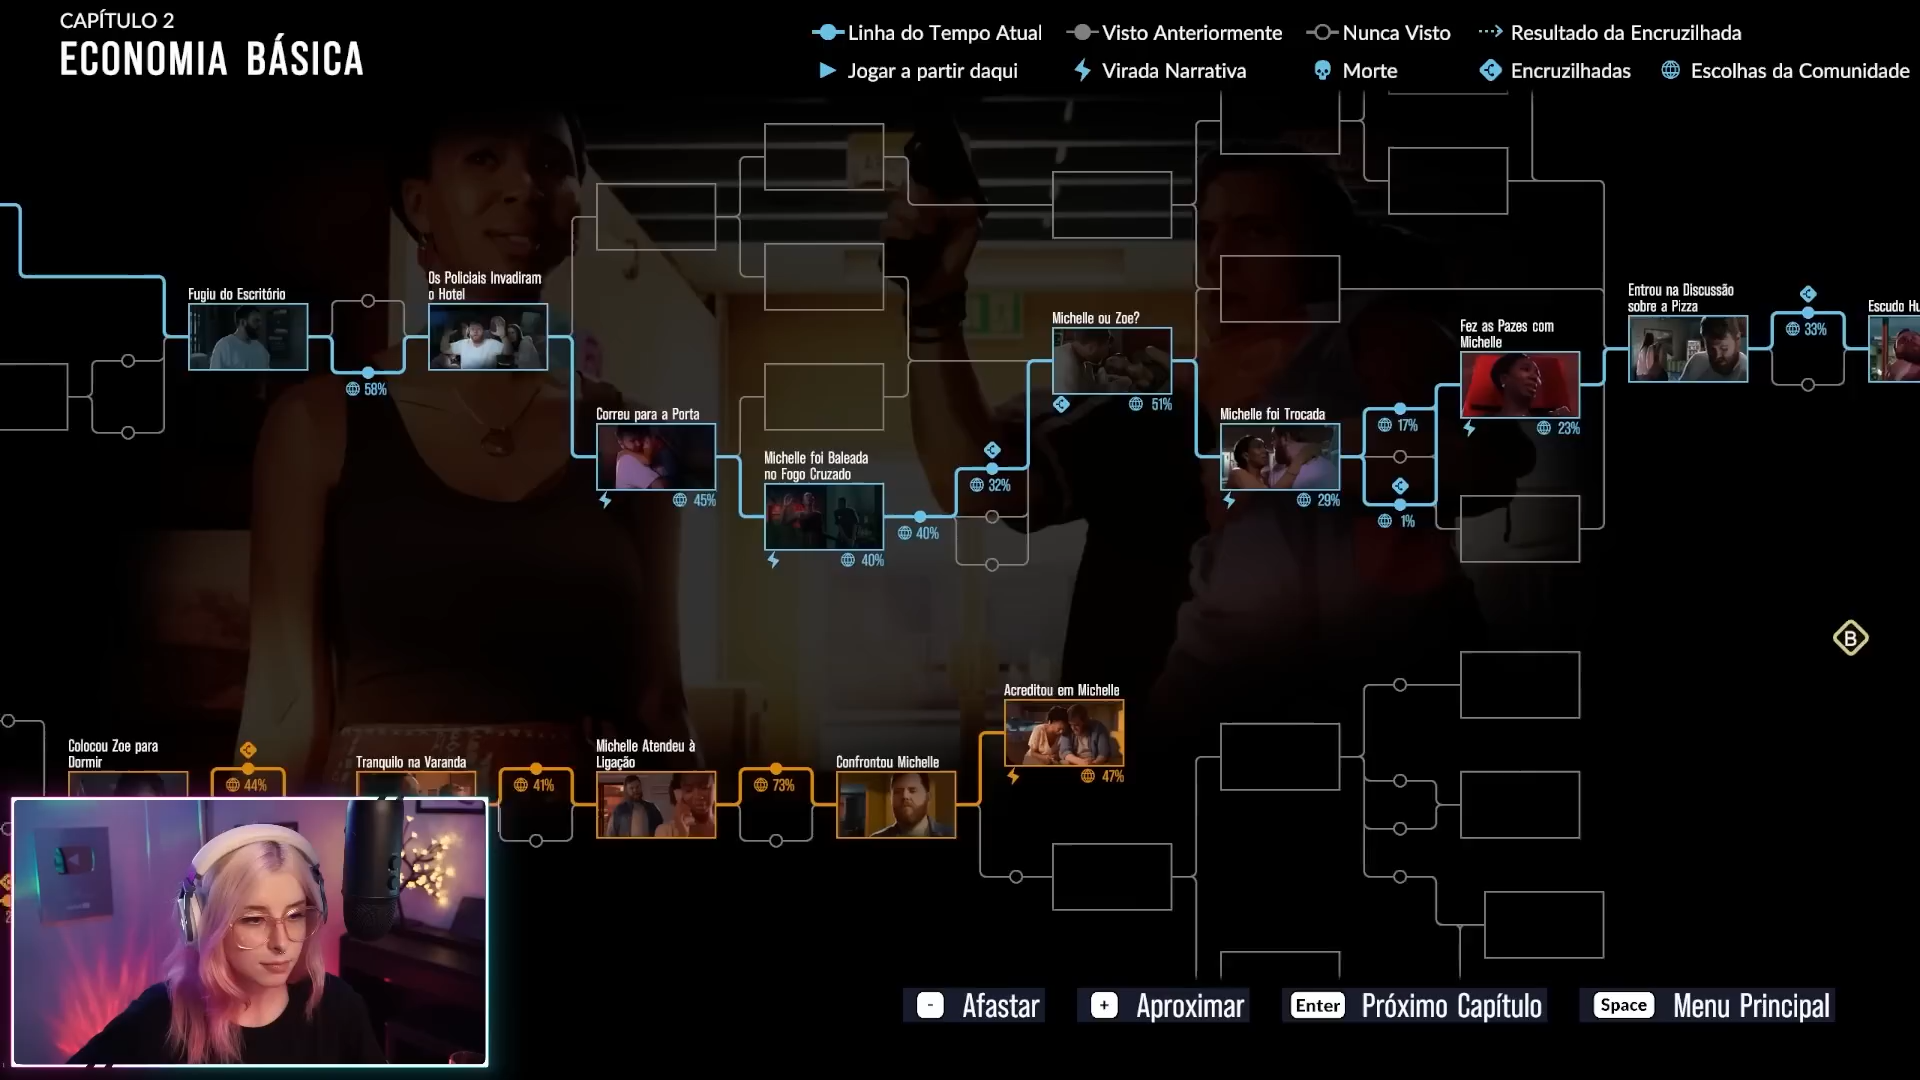 CAPÍTULO 2
ECONOMIA BÁSICA
Linha do Tempo Atual
Visto Anteriormente
Nunca Visto
Resultado da Encruzilhada
Jogar a partir daqui
Virada Narrativa
Morte
Encruzilhadas
Escolhas da Comunidade
Fugiu do Escritório
58%
Os Policiais Invadiram
o Hotel
Correu para a Porta
45%
Michelle foi Baleada
no Fogo Cruzado
40%
40%
32%
Michelle ou Zoe?
51%
Michelle foi Trocada
29%
17%
1%
Fez as Pazes com
Michelle
23%
Entrou na Discussão
sobre a Pizza
33%
Escudo
B
Colocou Zoe para
Dormir
44%
Tranquilo na Varanda
41%
Michelle Atendeu à
Ligação
73%
Confrontou Michelle
Acreditou em Michelle
47%
- Afastar
+ Aproximar
Enter Próximo Capítulo
Space Menu Principal